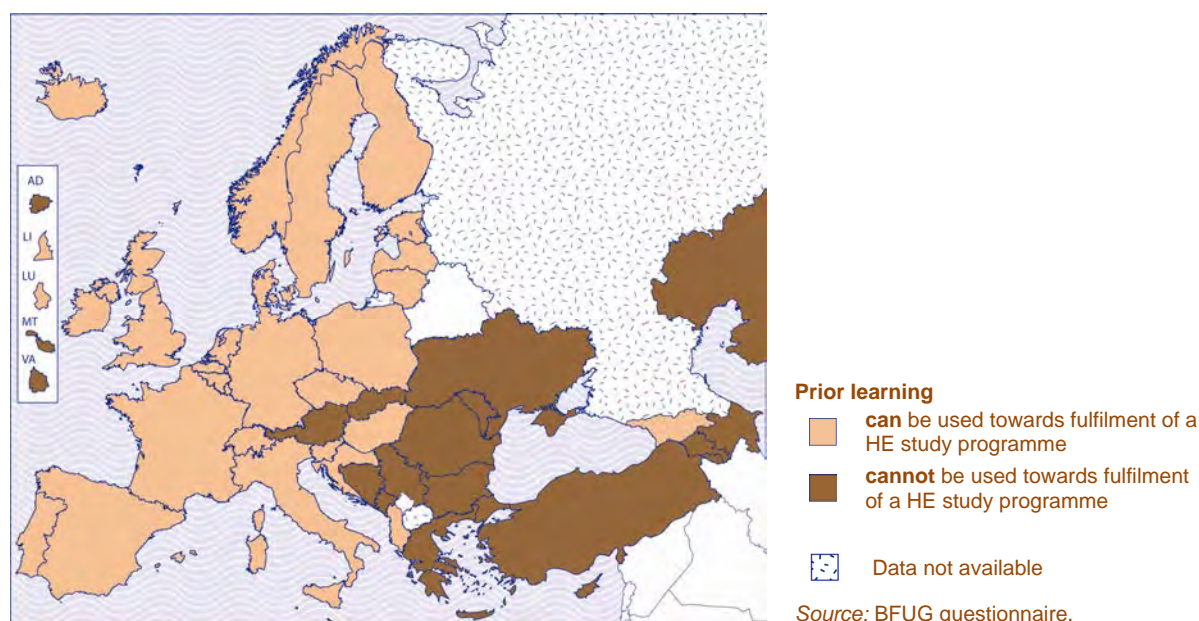 AD
LI
LU
MT
VA
Prior learning
can be used towards fulfilment of a
HE study programme
cannot be used towards fulfilment
of a HE study programme
Data not available
Source: BFUG questionnaire.